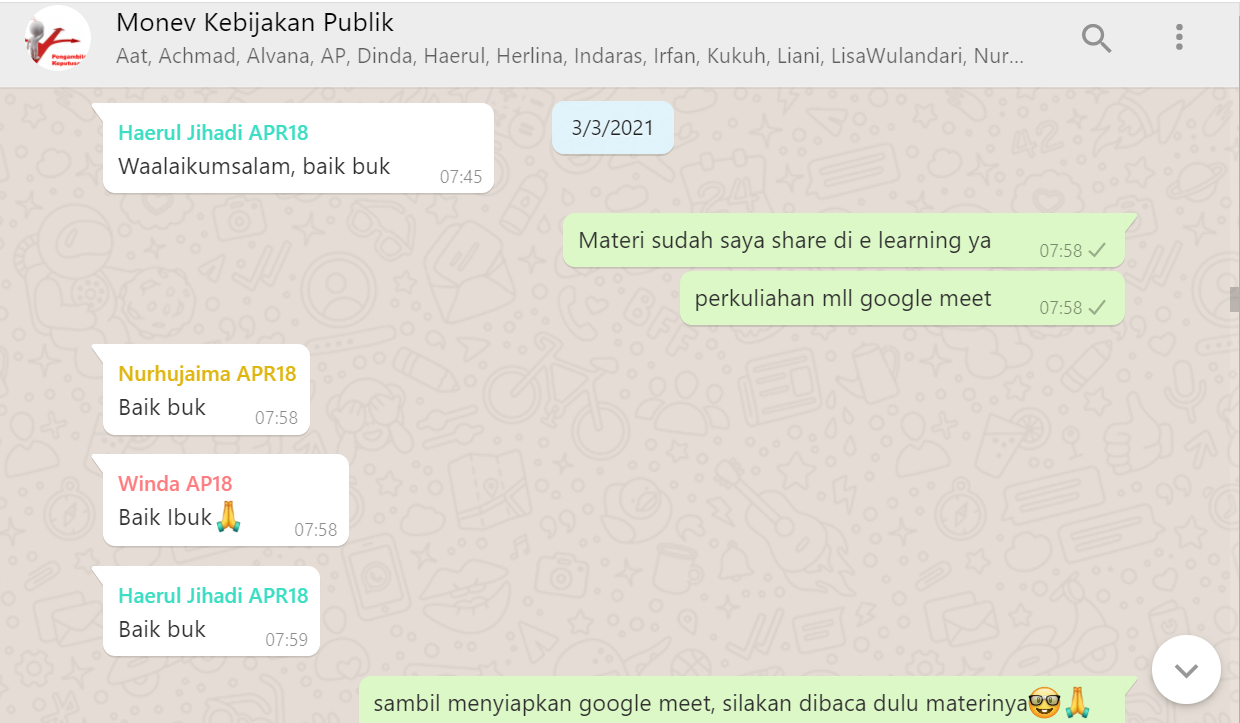 Monev Kebijakan Publik
Aat, Achmad, Alvana, AP, Dinda, Haerul, Herlina, Indaras, Irfan, Kukuh, Liani, LisaWulandari, Nur...
Pengambilan
Keputusan
3/3/2021
Haerul Jihadi APR18
Waalaikumsalam, baik buk
07:45
Materi sudah saya share di e learning ya
07:58
perkuliahan mll google meet
07:58
Nurhujaima APR18
Baik buk
07:58
Winda AP18
Baik Ibuk🙏
07:58
Haerul Jihadi APR18
Baik buk
07:59
sambil menyiapkan google meet, silakan dibaca dulu materinya🤓🙏